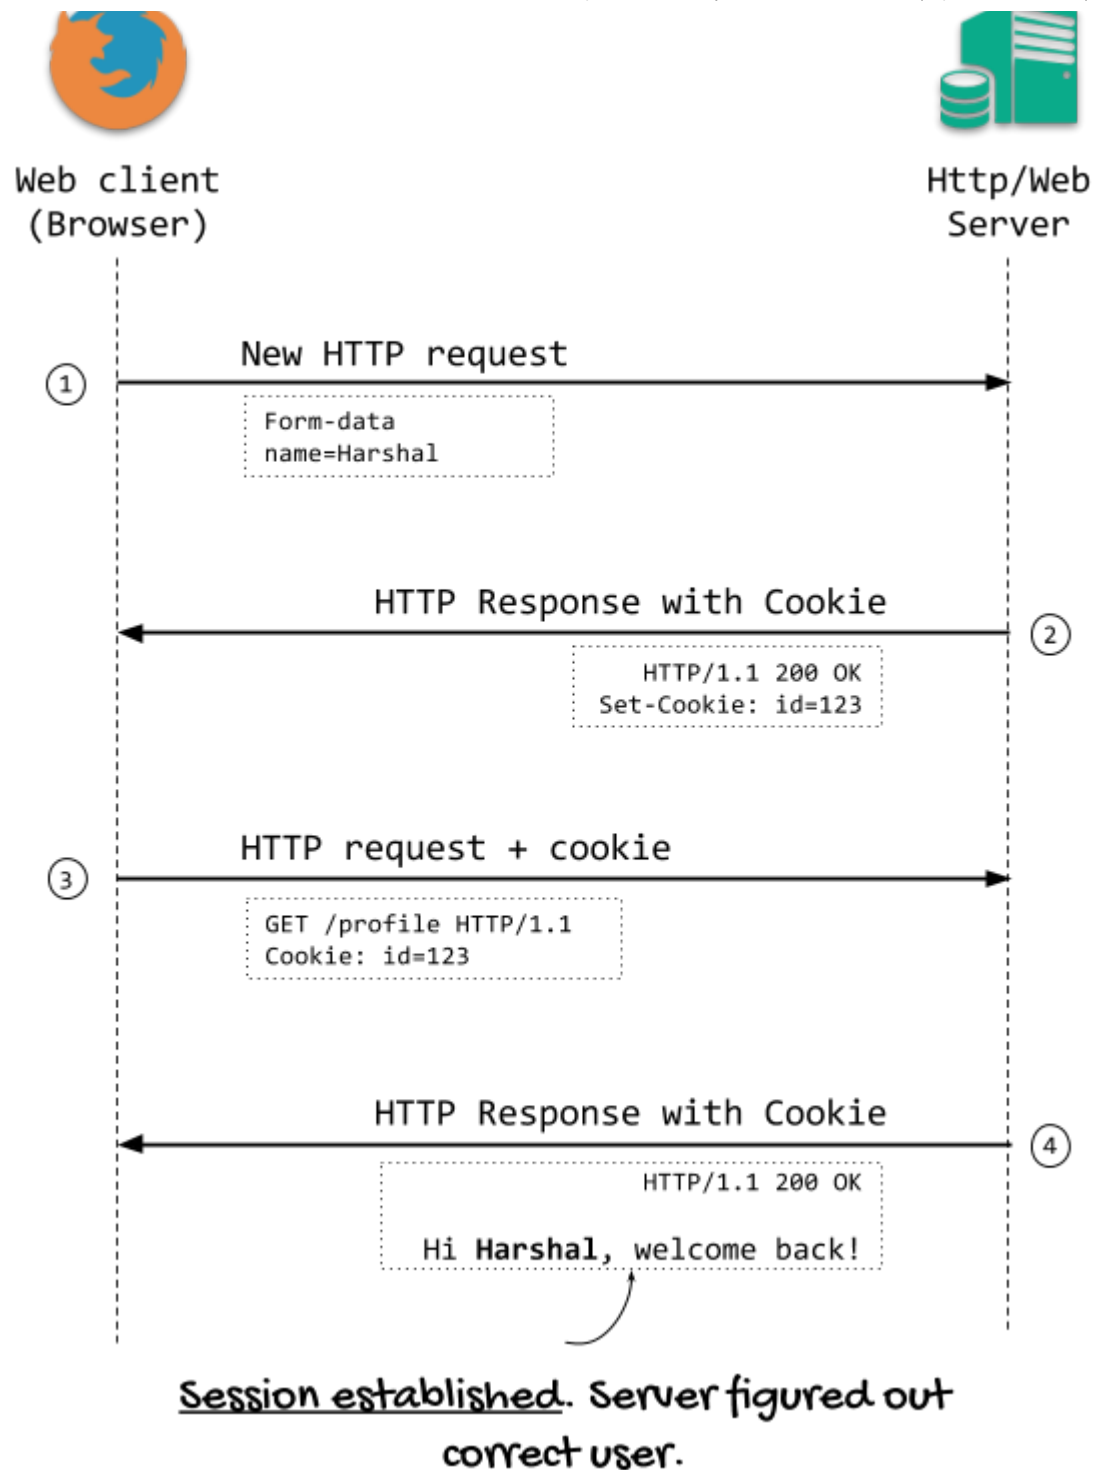 Web client
(Browser)
Http/Web
Server
1
New HTTP request
Form-data
name=Harshal
HTTP Response with Cookie
2
HTTP/1.1 200 OK
Set-Cookie: id=123
HTTP request + cookie
3
GET /profile HTTP/1.1
Cookie: id=123
HTTP Response with Cookie
4
HTTP/1.1 200 OK
Hi Harshal, welcome back!
Session established. Server figured out
correct user.